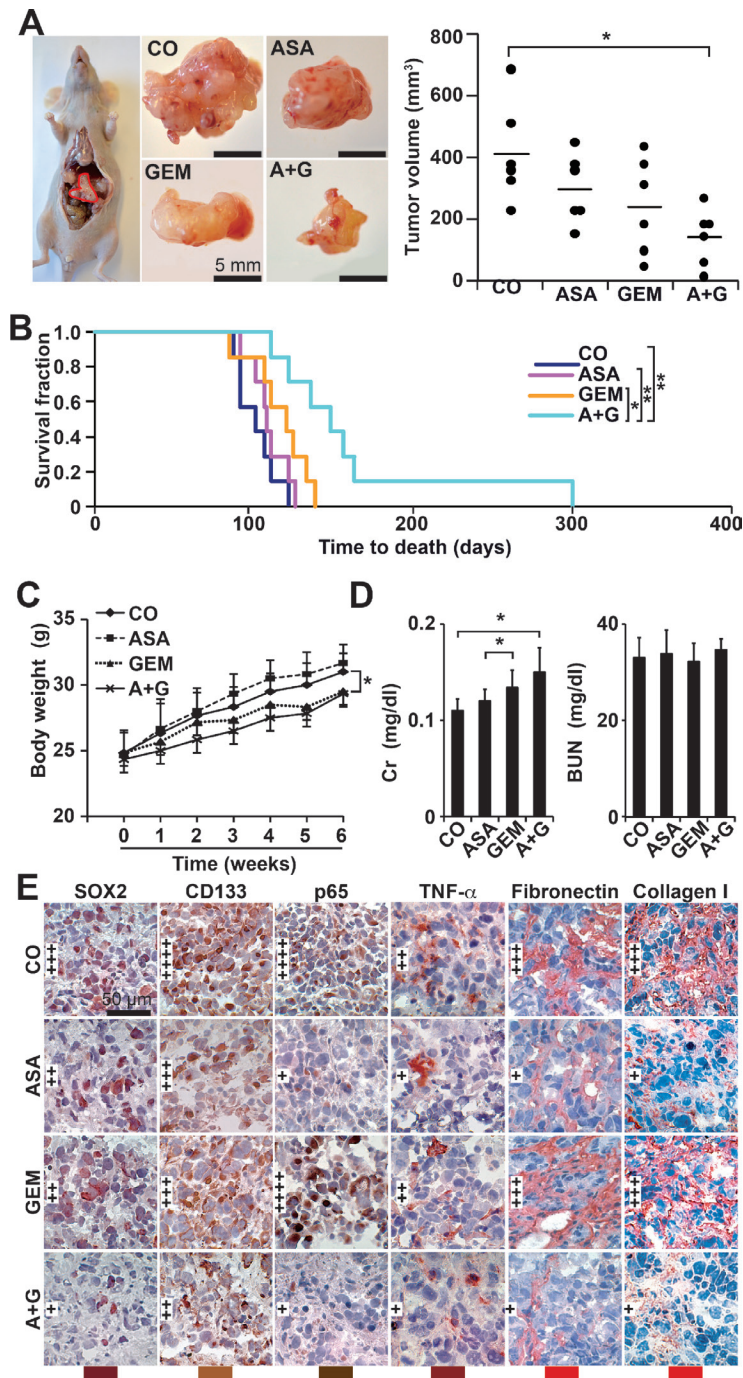 A
CO
ASA
GEM
A+G
5 mm
Tumor volume (mm³)
800
600
400
200
0
*
CO
ASA
GEM
A+G
B
Survival fraction
1.0
0.8
0.6
0.4
0.2
0
0
100
200
300
400
Time to death (days)
CO
ASA
GEM
A+G
*
**
**
C
Body weight (g)
35
30
25
20
CO
ASA
GEM
A+G
*
0 1 2 3 4 5 6
Time (weeks)
D
Cr (mg/dl)
0.2
0.1
0
*
*
CO
ASA
GEM
A+G
BUN (mg/dl)
40
20
0
CO
ASA
GEM
A+G
E
SOX2 CD133 p65 TNF-α Fibronectin Collagen I
CO
+++ ++++ ++++ ++ +++ +++
50 µm
ASA
++ +++ + + ++ +
GEM
++ +++ ++++ ++ ++++ ++++
A+G
+ ++ + + + +